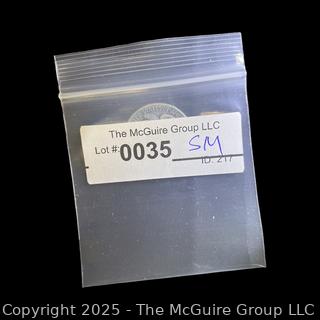 The McGuire Group LLC
Lot #: 0035 SM
ID: 217
Copyright 2025 - The McGuire Group LLC